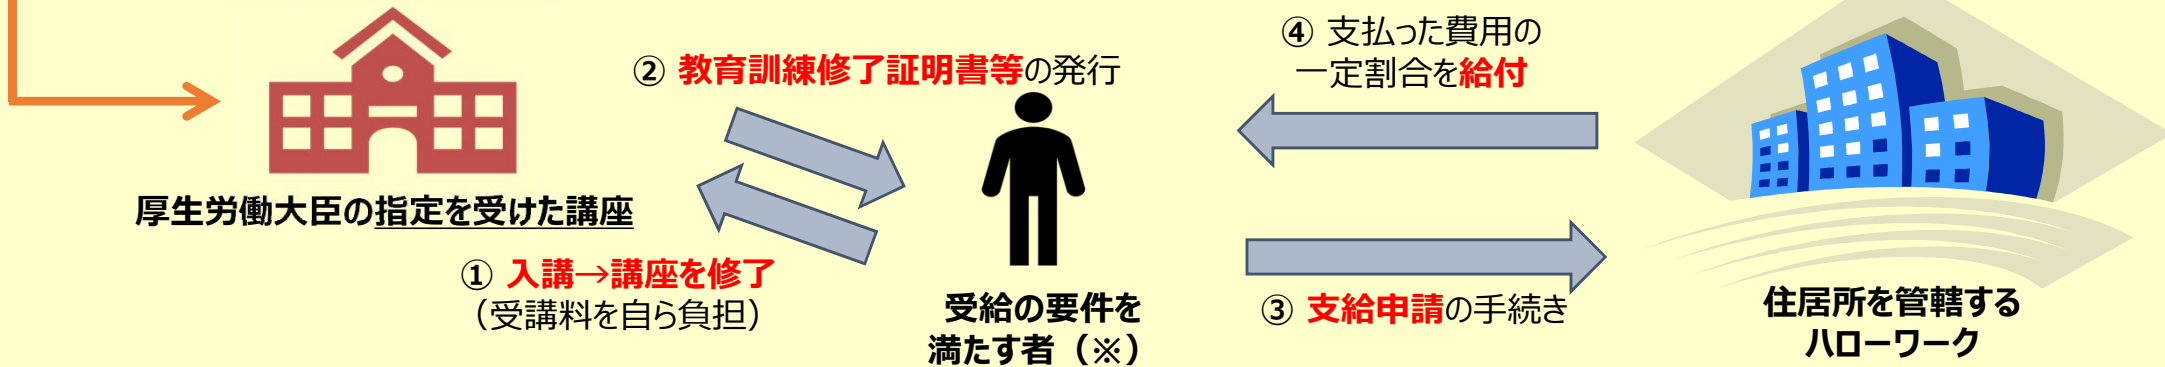 厚生労働大臣の指定を受けた講座
① 入講→講座を修了
（受講料を自ら負担）
② 教育訓練修了証明書等の発行
受給の要件を
満たす者（※）
③ 支給申請の手続き
④ 支払った費用の
一定割合を給付
住居所を管轄する
ハローワーク